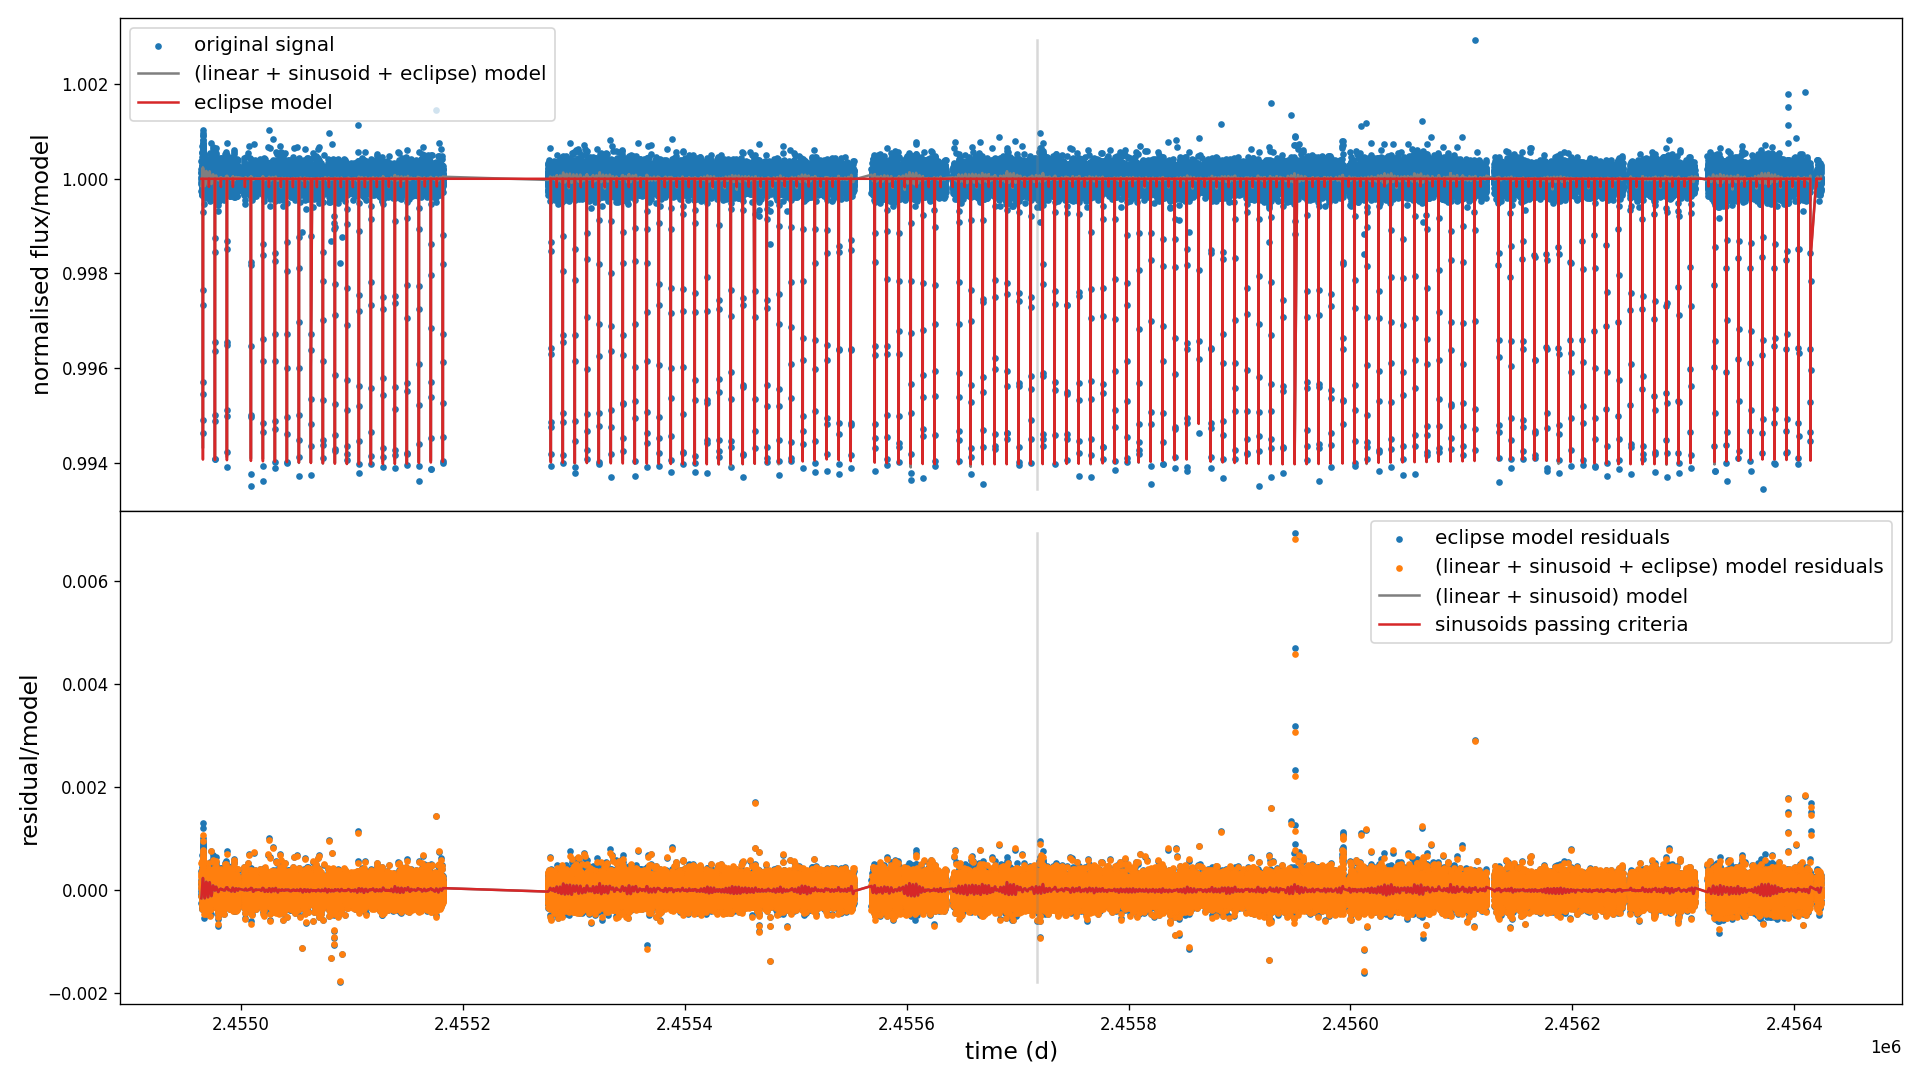 original signal
(linear + sinusoid + eclipse) model
eclipse model
normalised flux/model
1.002
1.000
0.998
0.996
0.994
eclipse model residuals
(linear + sinusoid + eclipse) model residuals
(linear + sinusoid) model
sinusoids passing criteria
residual/model
0.006
0.004
0.002
0.000
−0.002
2.4550
2.4552
2.4554
2.4556
2.4558
2.4560
2.4562
2.4564
time (d)
1e6